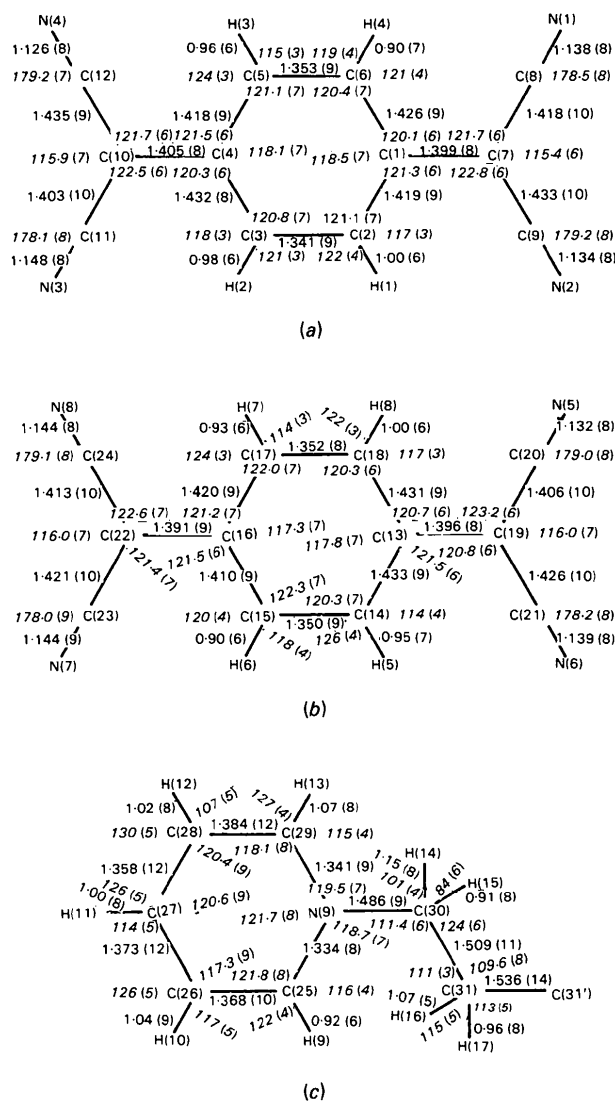 N(4) H(3) H(4) N(1)
1·126 (8) 0·96 (6) 115 (3) 119 (4) 0·90 (7) 1·138 (8)
179·2 (7) C(12) 124 (3) C(5) 1·353 (9) C(6) 121 (4) C(8) 178·5 (8)
121·1 (7) 120·4 (7)
1·435 (9) 1·418 (9) 1·426 (9) 1·418 (10)
121·7 (6) 121·5 (6) 120·1 (6) 121·7 (6)
115·9 (7) C(10) 1·405 (8) C(4) 118·1 (7) 118·5 (7) C(1) 1·399 (8) C(7) 115·4 (6)
122·5 (6) 120·3 (6) 121·3 (6) 122·8 (6)
1·403 (10) 1·432 (8) 1·419 (9) 1·433 (10)
120·8 (7) 121·1 (7)
178·1 (8) C(11) 118 (3) C(3) 1·341 (9) C(2) 117 (3) C(9) 179·2 (8)
1·148 (8) 0·98 (6) 121 (3) 122 (4) 1·00 (6) 1·134 (8)
N(3) H(2) H(1) N(2)
(a)
N(8) H(7) H(8) N(5)
1·144 (8) 0·93 (6) 114 (3) 122 (3) 1·00 (6) 1·132 (8)
179·1 (8) C(24) 124 (3) C(17) 1·352 (8) C(18) 117 (3) C(20) 179·0 (8)
122·0 (7) 120·3 (6)
1·413 (10) 1·420 (9) 1·431 (9) 1·406 (10)
122·6 (7) 121·2 (7) 120·7 (6) 123·2 (6)
116·0 (7) C(22) 1·391 (9) C(16) 117·3 (7) 117·8 (7) C(13) 1·396 (8) C(19) 116·0 (7)
121·4 (7) 121·5 (6) 121·5 (6) 120·8 (6)
1·421 (10) 1·410 (9) 1·433 (9) 1·426 (10)
122·3 (7) 120·3 (7)
178·0 (9) C(23) 120 (4) C(15) 1·350 (9) C(14) 114 (4) C(21) 178·2 (8)
1·144 (9) 0·90 (6) 118 (4) 126 (4) 0·95 (7) 1·139 (8)
N(7) H(6) H(5) N(6)
(b)
H(12) H(13)
1·02 (8) 107 (5) 127 (4) 1·07 (8)
130 (5) C(28) 1·384 (12) C(29) 115 (4) H(14)
120·4 (9) 118·1 (8) 1·15 (8) 84 (6) H(15)
1·358 (12) 1·341 (9) 101 (4) 0·91 (8)
1·00 (8) 126 (5) 119·5 (7) 1·486 (9)
H(11) C(27) 120·6 (9) 121·7 (8) N(9) C(30)
114 (5) 118·7 (7) 111·4 (6) 124 (6)
1·373 (12) 1·334 (8) 1·509 (11)
117·3 (9) 121·8 (8) 111 (3) 109·6 (8)
126 (5) C(26) 1·368 (10) C(25) 116 (4) C(31) 1·536 (14) C(31')
1·04 (9) 117 (5) 122 (4) 0·92 (6) 1·07 (5) 113 (5)
H(10) H(9) H(16) 115 (5) 0·96 (8)
H(17)
(c)